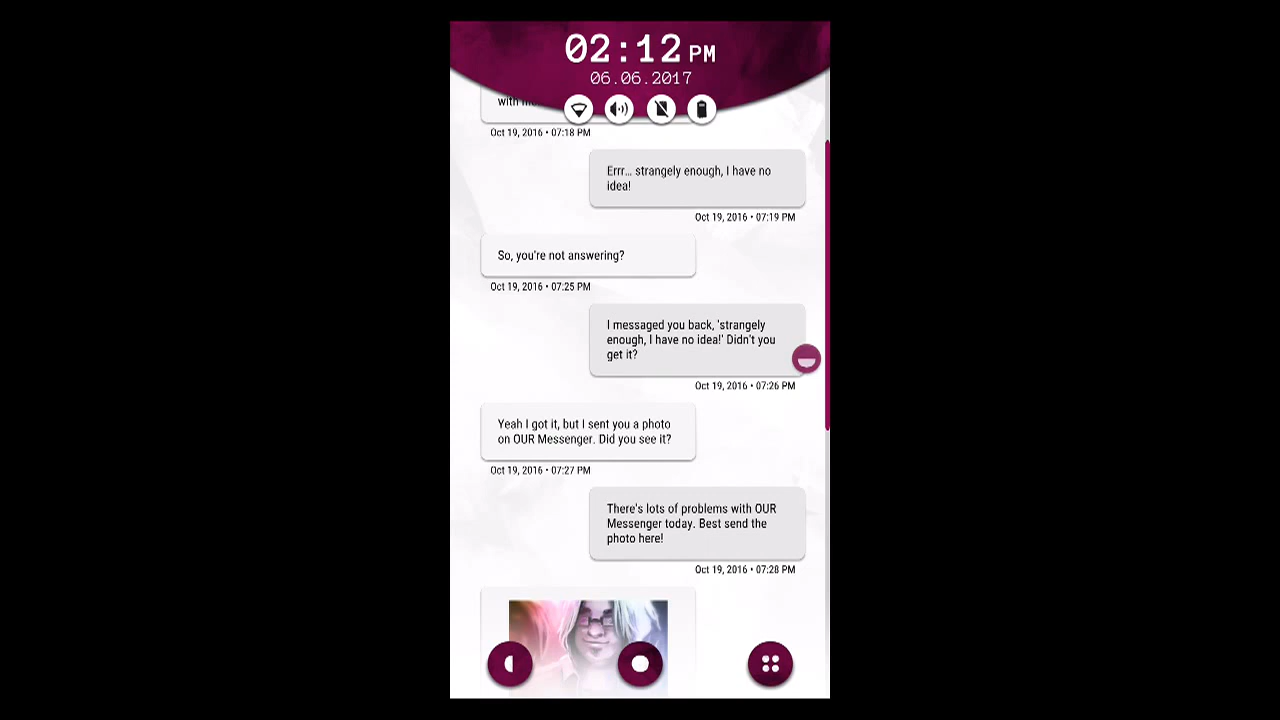 02:12 PM
06.06.2017
with
Oct 19, 2016 • 07:18 PM
Errr... strangely enough, I have no
idea!
Oct 19, 2016 • 07:19 PM
So, you're not answering?
Oct 19, 2016 • 07:25 PM
I messaged you back, 'strangely
enough, I have no idea!' Didn't you
get it?
Oct 19, 2016 • 07:26 PM
Yeah I got it, but I sent you a photo
on OUR Messenger. Did you see it?
Oct 19, 2016 • 07:27 PM
There's lots of problems with OUR
Messenger today. Best send the
photo here!
Oct 19, 2016 • 07:28 PM